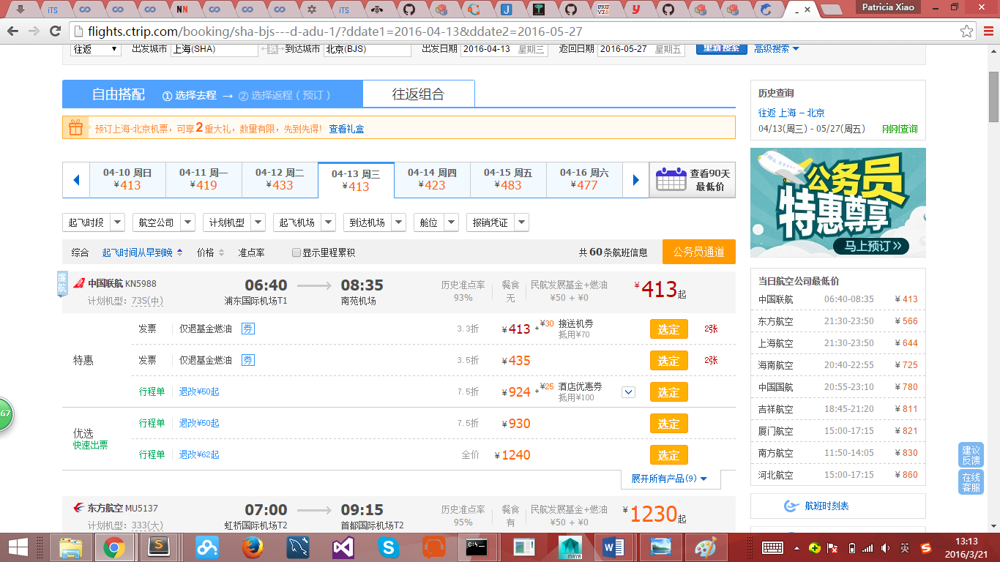 iTS
NN
iTS
J
PRU VIS
y
_ ×
Patricia Xiao
flights.ctrip.com/booking/sha-bjs---d-adu-1/?ddate1=2016-04-13&ddate2=2016-05-27
往返 出发城市 上海(SHA) 换 到达城市 北京(BJS) 出发日期 2016-04-13 星期三 返回日期 2016-05-27 星期五 重新搜索 高级搜索
自由搭配 ① 选择去程 → ② 选择返程 ( 预订 ) 往返组合
预订上海-北京机票，可享2重大礼，数量有限，先到先得！ 查看礼盒
04-10 周日 04-11 周一 04-12 周二 04-13 周三 04-14 周四 04-15 周五 04-16 周六 查看90天
¥413 ¥419 ¥433 ¥413 ¥423 ¥483 ¥477 最低价
起飞时段 航空公司 计划机型 起飞机场 到达机场 舱位 报销凭证
综合 起飞时间从早到晚 价格 准点率 显示里程累积 共 60 条航班信息 公务员通道
廉航 中国联航 KN5988 06:40 08:35 历史准点率 餐食 民航发展基金+燃油 ¥413起
计划机型：73S(中) 浦东国际机场T1 南苑机场 93% 无 ¥50 + ¥0
发票 仅退基金燃油 券 3.3折 ¥413 +¥30 接送机券 选定 2张
抵用¥70
特惠 发票 仅退基金燃油 券 3.5折 ¥435 选定 2张
行程单 退改¥50起 7.5折 ¥924 +¥25 酒店优惠券 选定
抵用¥100
优选 行程单 退改¥50起 7.5折 ¥930 选定
快速出票
行程单 退改¥62起 全价 ¥1240 选定
展开所有产品(9)
东方航空 MU5137 07:00 09:15 历史准点率 餐食 民航发展基金+燃油 ¥1230起
计划机型：333(大) 虹桥国际机场T2 首都国际机场T2 95% 有 ¥50 + ¥0
历史查询
往返 上海 – 北京
04/13(周三) - 05/27(周五) 刚刚查询
公务员
特惠尊享
马上预订
当日航空公司最低价
中国联航 06:40-08:35 ¥ 413
东方航空 21:30-23:50 ¥ 566
上海航空 21:30-23:50 ¥ 644
海南航空 20:40-22:55 ¥ 725
中国国航 20:55-23:10 ¥ 780
吉祥航空 18:45-21:20 ¥ 811
厦门航空 15:00-17:15 ¥ 821
南方航空 11:50-14:05 ¥ 830
河北航空 15:00-17:15 ¥ 860
航班时刻表
建议
反馈
在线
客服
67
C:\
MAYA
英
13:13
2016/3/21